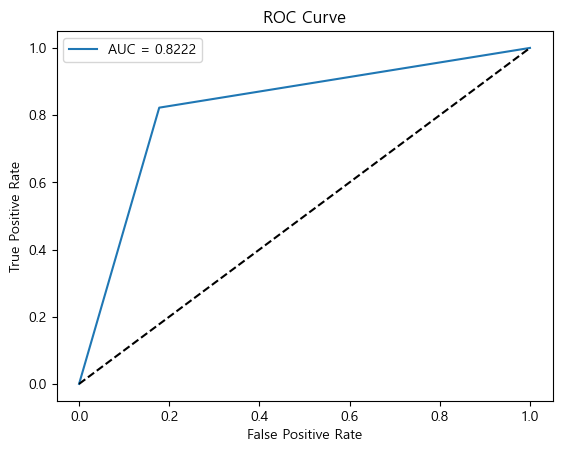 ROC Curve
AUC = 0.8222
1.0
0.8
0.6
0.4
0.2
0.0
True Positive Rate
0.0 0.2 0.4 0.6 0.8 1.0
False Positive Rate